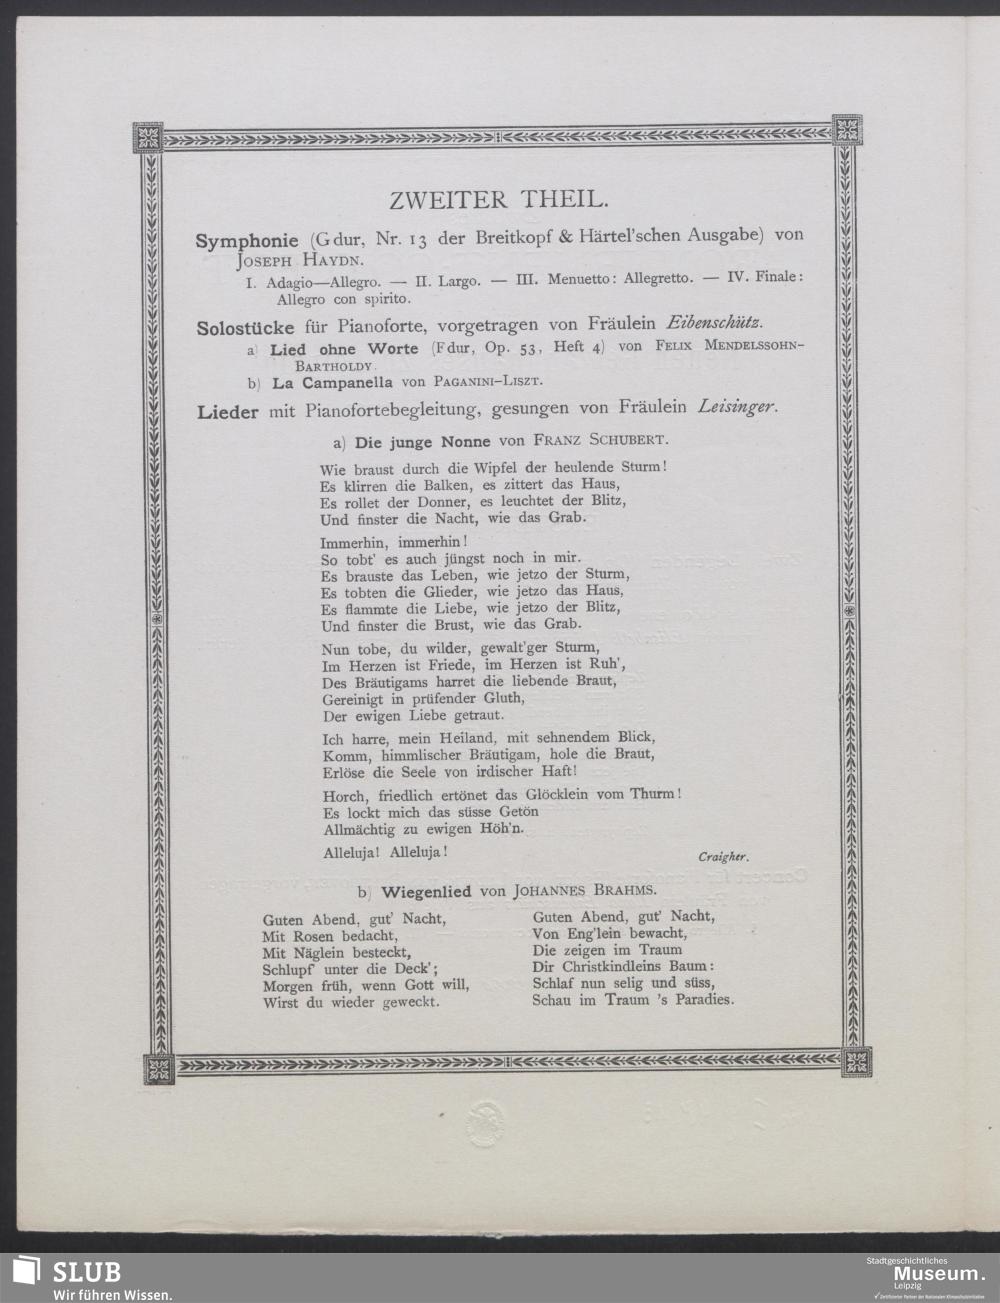 ZWEITER THEIL.
Symphonie (G dur, Nr. 13 der Breitkopf & Härtel'schen Ausgabe) von
JOSEPH HAYDN.
I. Adagio—Allegro. — II. Largo. — III. Menuetto: Allegretto. — IV. Finale:
Allegro con spirito.
Solostücke für Pianoforte, vorgetragen von Fräulein Eibenschütz.
a) Lied ohne Worte (F dur, Op. 53, Heft 4) von FELIX MENDELSSOHN-
BARTHOLDY.
b) La Campanella von PAGANINI-LISZT.
Lieder mit Pianofortebegleitung, gesungen von Fräulein Leisinger.
a) Die junge Nonne von FRANZ SCHUBERT.
Wie braust durch die Wipfel der heulende Sturm!
Es klirren die Balken, es zittert das Haus,
Es rollet der Donner, es leuchtet der Blitz,
Und finster die Nacht, wie das Grab.
Immerhin, immerhin!
So tobt' es auch jüngst noch in mir.
Es brauste das Leben, wie jetzo der Sturm,
Es tobten die Glieder, wie jetzo das Haus,
Es flammte die Liebe, wie jetzo der Blitz,
Und finster die Brust, wie das Grab.
Nun tobe, du wilder, gewalt'ger Sturm,
Im Herzen ist Friede, im Herzen ist Ruh',
Des Bräutigams harret die liebende Braut,
Gereinigt in prüfender Gluth,
Der ewigen Liebe getraut.
Ich harre, mein Heiland, mit sehnendem Blick,
Komm, himmlischer Bräutigam, hole die Braut,
Erlöse die Seele von irdischer Haft!
Horch, friedlich ertönet das Glöcklein vom Thurm!
Es lockt mich das süsse Getön
Allmächtig zu ewigen Höh'n.
Alleluja! Alleluja!
Craigher.
b) Wiegenlied von JOHANNES BRAHMS.
Guten Abend, gut' Nacht,
Mit Rosen bedacht,
Mit Näglein besteckt,
Schlupf' unter die Deck';
Morgen früh, wenn Gott will,
Wirst du wieder geweckt.
Guten Abend, gut' Nacht,
Von Eng'lein bewacht,
Die zeigen im Traum
Dir Christkindleins Baum:
Schlaf nun selig und süss,
Schau im Traum 's Paradies.
SLUB
Wir führen Wissen.
Stadtgeschichtliches
Museum.
Leipzig
Zertifizierter Partner der Nationalen Klimaschutzinitiative